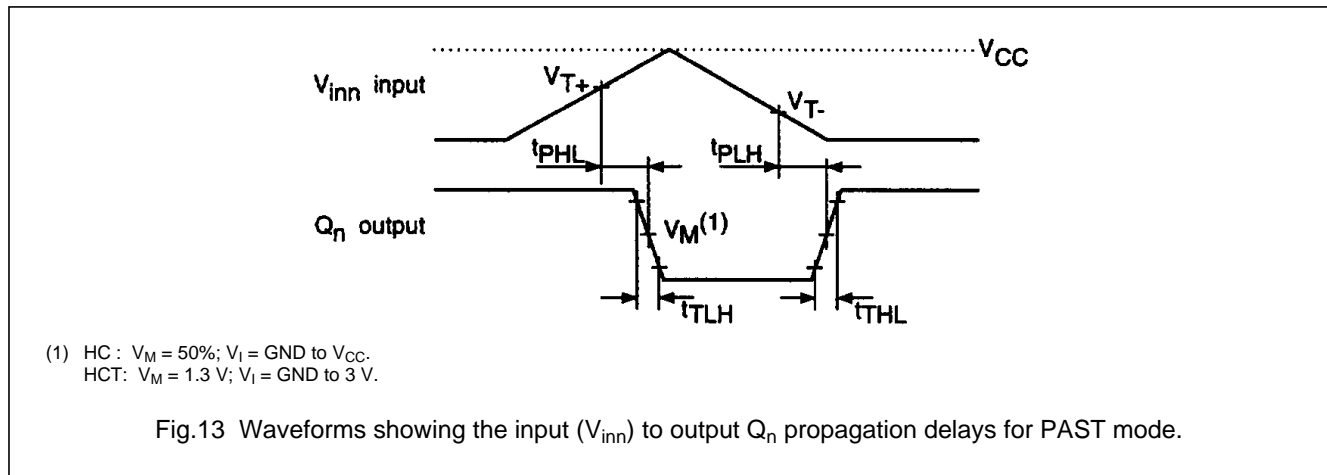 VCC
Vinn input
VT+
VT-
tPHL
tPLH
Qn output
VM(1)
tTLH
tTHL
(1) HC : VM = 50%; VI = GND to VCC.
HCT: VM = 1.3 V; VI = GND to 3 V.
Fig.13 Waveforms showing the input (Vinn) to output Qn propagation delays for PAST mode.